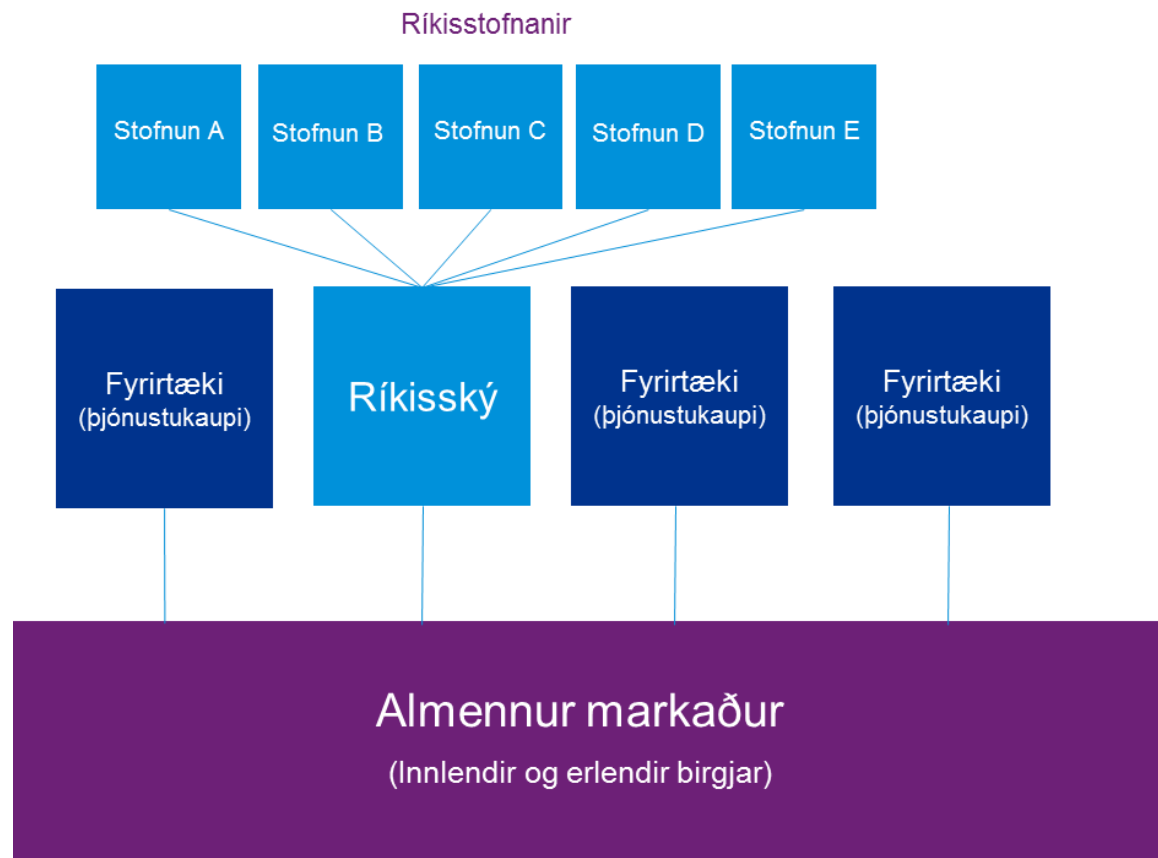 Ríkisstofnanir
Stofnun A
Stofnun B
Stofnun C
Stofnun D
Stofnun E
Fyrirtæki
(þjónustukaupi)
Ríkisský
Fyrirtæki
(þjónustukaupi)
Fyrirtæki
(þjónustukaupi)
Almennur markaður
(Innlendir og erlendir birgjar)